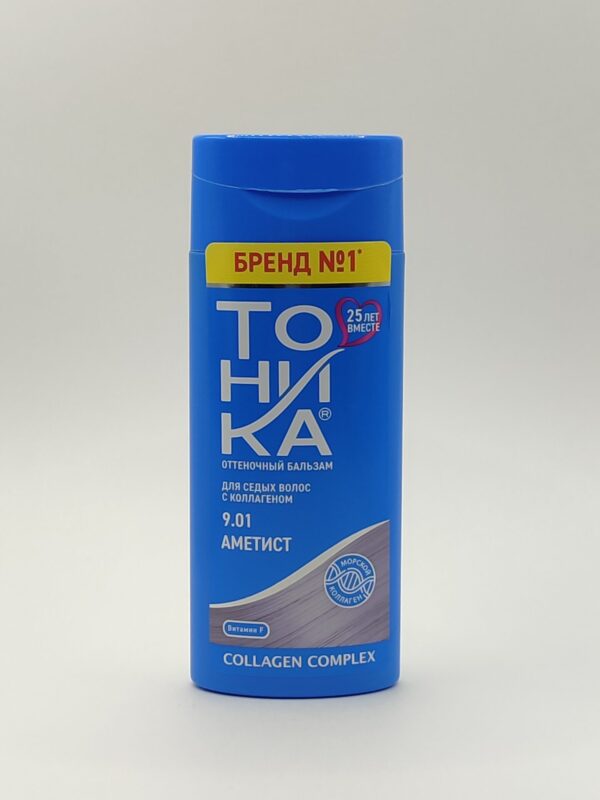 БРЕНД №1*
ТО
НИ
КА®
25 ЛЕТ
ВМЕСТЕ
ОТТЕНОЧНЫЙ БАЛЬЗАМ
ДЛЯ СЕДЫХ ВОЛОС
С КОЛЛАГЕНОМ
9.01
АМЕТИСТ
МОРСКОЙ
КОЛЛАГЕН
Витамин F
COLLAGEN COMPLEX